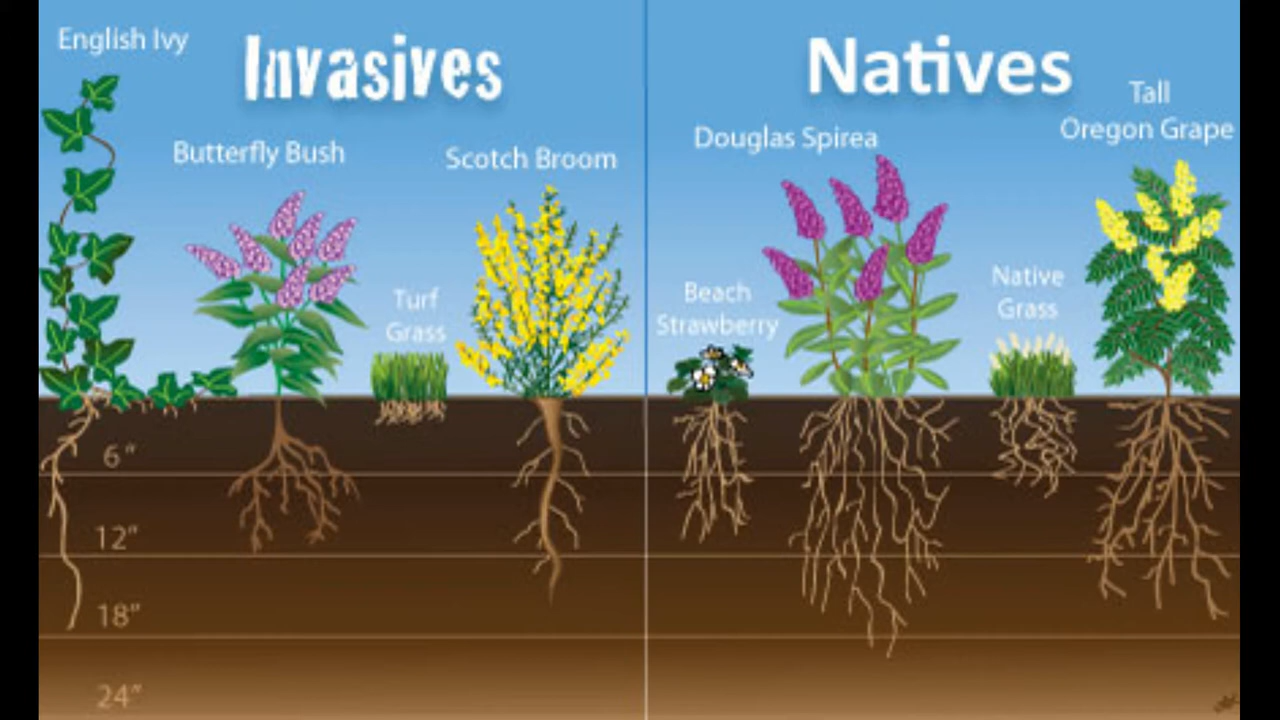 English Ivy
Invasives
Butterfly Bush
Scotch Broom
Turf
Grass
Natives
Tall
Oregon Grape
Douglas Spirea
Beach
Strawberry
Native
Grass
6"
12"
18"
24"